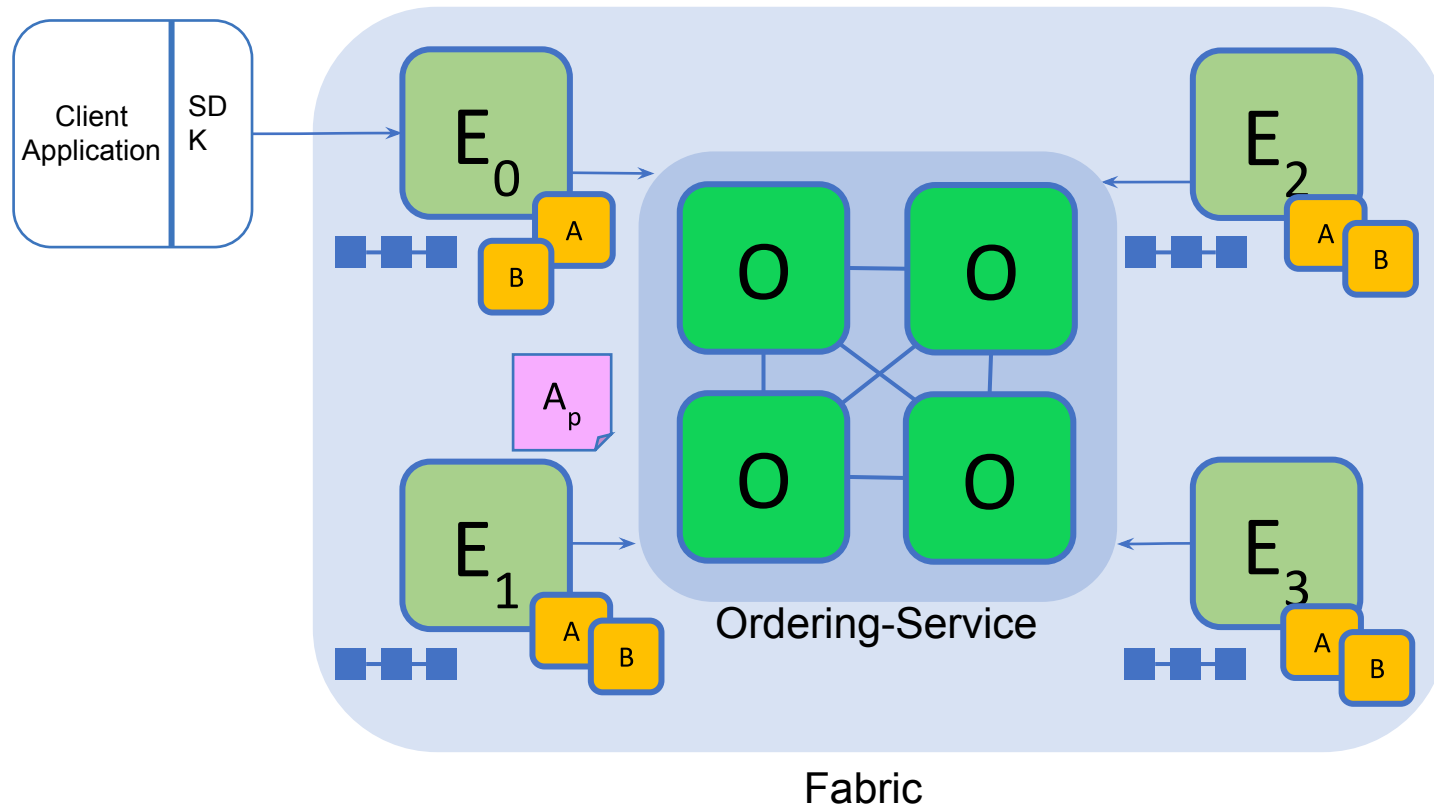 Client
Application
SD
K
E0
A
B
E2
A
B
O
O
Ap
O
O
E1
A
B
E3
A
B
Ordering-Service
Fabric